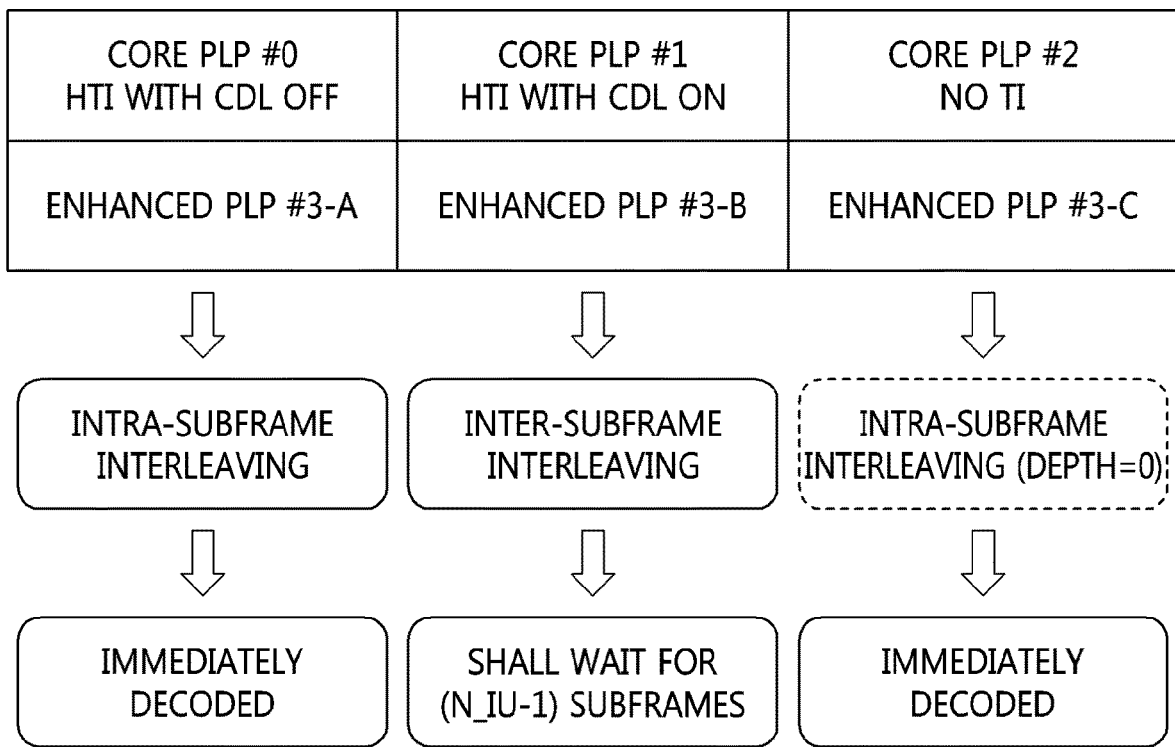 CORE PLP #0
HTI WITH CDL OFF
CORE PLP #1
HTI WITH CDL ON
CORE PLP #2
NO TI
ENHANCED PLP #3-A
ENHANCED PLP #3-B
ENHANCED PLP #3-C
INTRA-SUBFRAME
INTERLEAVING
INTER-SUBFRAME
INTERLEAVING
INTRA-SUBFRAME
INTERLEAVING (DEPTH=0)
IMMEDIATELY
DECODED
SHALL WAIT FOR
(N_IU-1) SUBFRAMES
IMMEDIATELY
DECODED